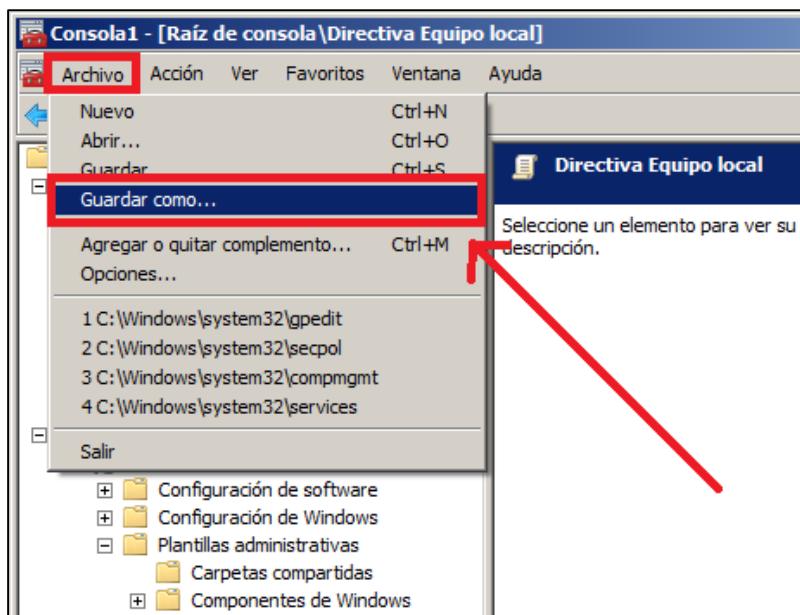 Consola1 - [Raíz de consola\Directiva Equipo local]
Archivo Acción Ver Favoritos Ventana Ayuda
Nuevo Ctrl+N
Abrir... Ctrl+O
Guardar Ctrl+S
Guardar como...
Agregar o quitar complemento... Ctrl+M
Opciones...
1 C:\Windows\system32\gpedit
2 C:\Windows\system32\secpol
3 C:\Windows\system32\compmgmt
4 C:\Windows\system32\services
Salir
Configuración de software
Configuración de Windows
Plantillas administrativas
Carpetas compartidas
Componentes de Windows
Directiva Equipo local
Seleccione un elemento para ver su
descripción.